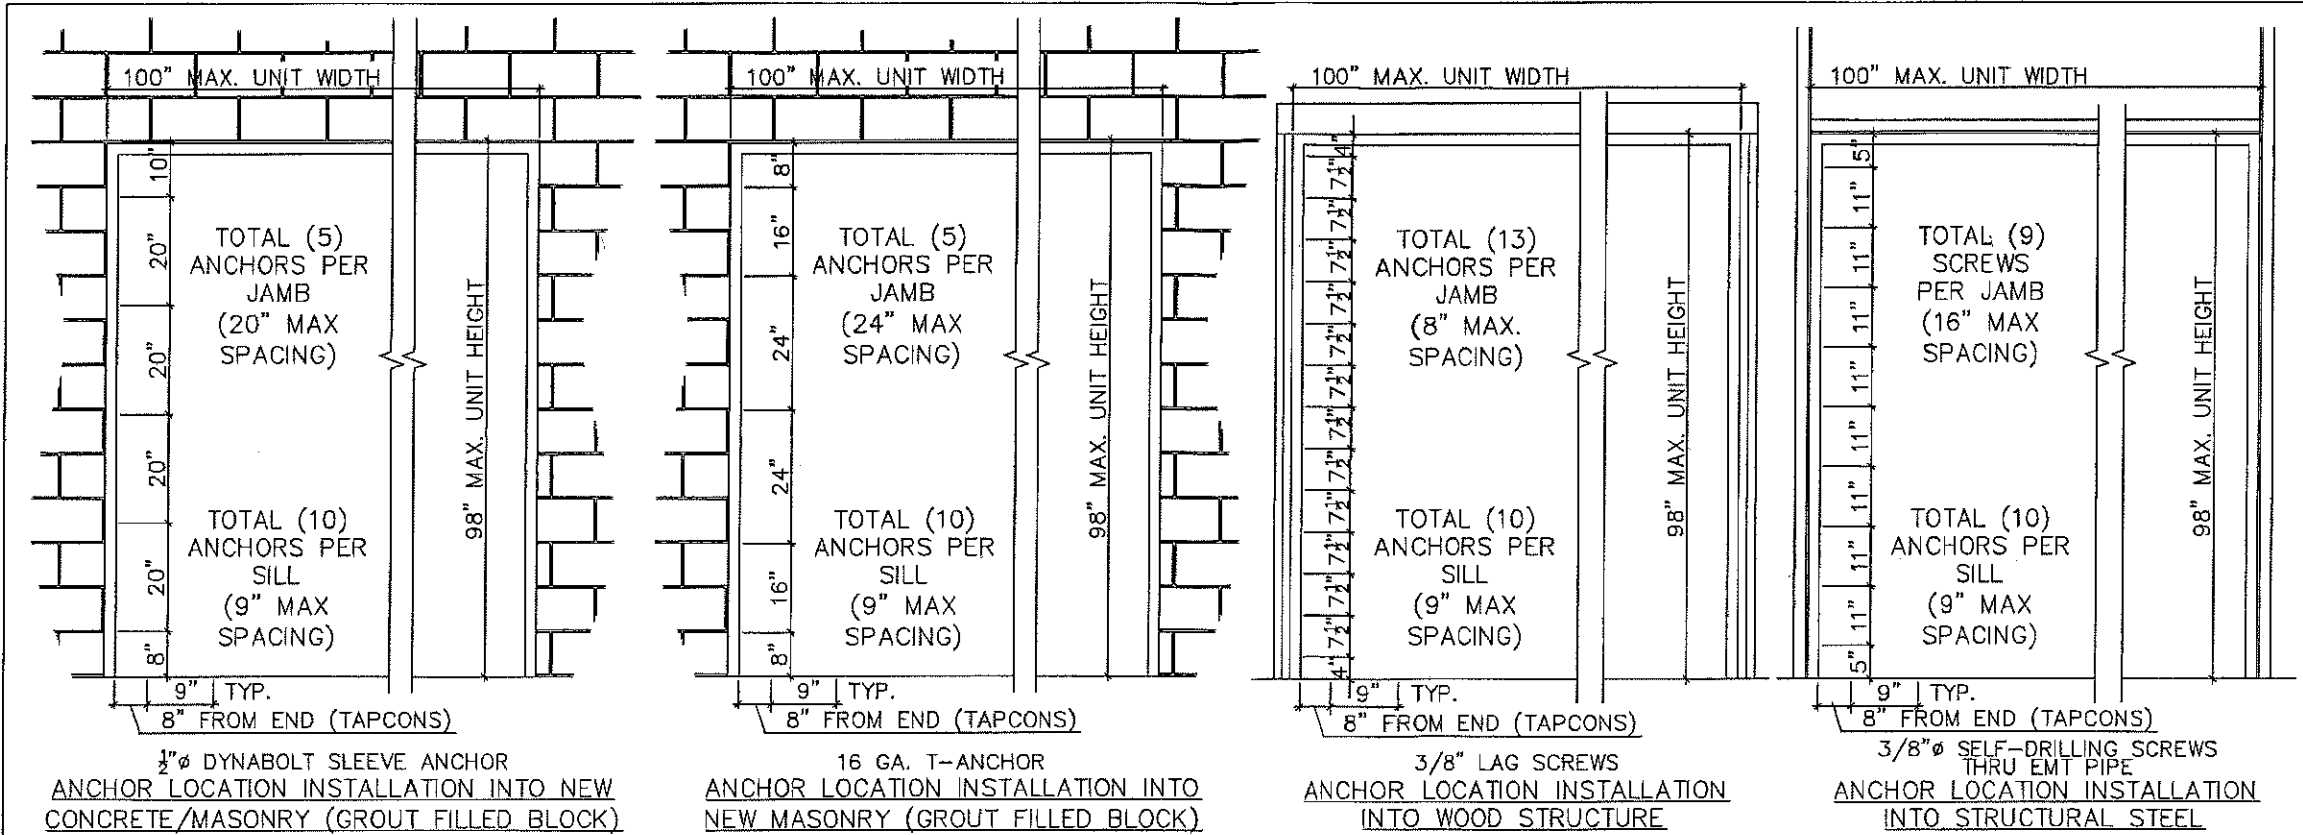 100" MAX. UNIT WIDTH
10"
20"
20"
20"
20"
8"
TOTAL (5)
ANCHORS PER
JAMB
(20" MAX
SPACING)
TOTAL (10)
ANCHORS PER
SILL
(9" MAX
SPACING)
98" MAX. UNIT HEIGHT
9" TYP.
8" FROM END (TAPCONS)
½"ø DYNABOLT SLEEVE ANCHOR
ANCHOR LOCATION INSTALLATION INTO NEW
CONCRETE/MASONRY (GROUT FILLED BLOCK)
100" MAX. UNIT WIDTH
8"
16"
24"
24"
16"
8"
TOTAL (5)
ANCHORS PER
JAMB
(24" MAX
SPACING)
TOTAL (10)
ANCHORS PER
SILL
(9" MAX
SPACING)
98" MAX. UNIT HEIGHT
9" TYP.
8" FROM END (TAPCONS)
16 GA. T-ANCHOR
ANCHOR LOCATION INSTALLATION INTO
NEW MASONRY (GROUT FILLED BLOCK)
100" MAX. UNIT WIDTH
4"
7½"
7½"
7½"
7½"
7½"
7½"
7½"
7½"
7½"
7½"
7½"
7½"
4"
TOTAL (13)
ANCHORS PER
JAMB
(8" MAX.
SPACING)
TOTAL (10)
ANCHORS PER
SILL
(9" MAX
SPACING)
98" MAX. UNIT HEIGHT
9" TYP.
8" FROM END (TAPCONS)
3/8" LAG SCREWS
ANCHOR LOCATION INSTALLATION
INTO WOOD STRUCTURE
100" MAX. UNIT WIDTH
5"
11"
11"
11"
11"
11"
11"
11"
11"
5"
TOTAL (9)
SCREWS
PER JAMB
(16" MAX
SPACING)
TOTAL (10)
ANCHORS PER
SILL
(9" MAX
SPACING)
98" MAX. UNIT HEIGHT
9" TYP.
8" FROM END (TAPCONS)
3/8"ø SELF-DRILLING SCREWS
THRU EMT PIPE
ANCHOR LOCATION INSTALLATION
INTO STRUCTURAL STEEL